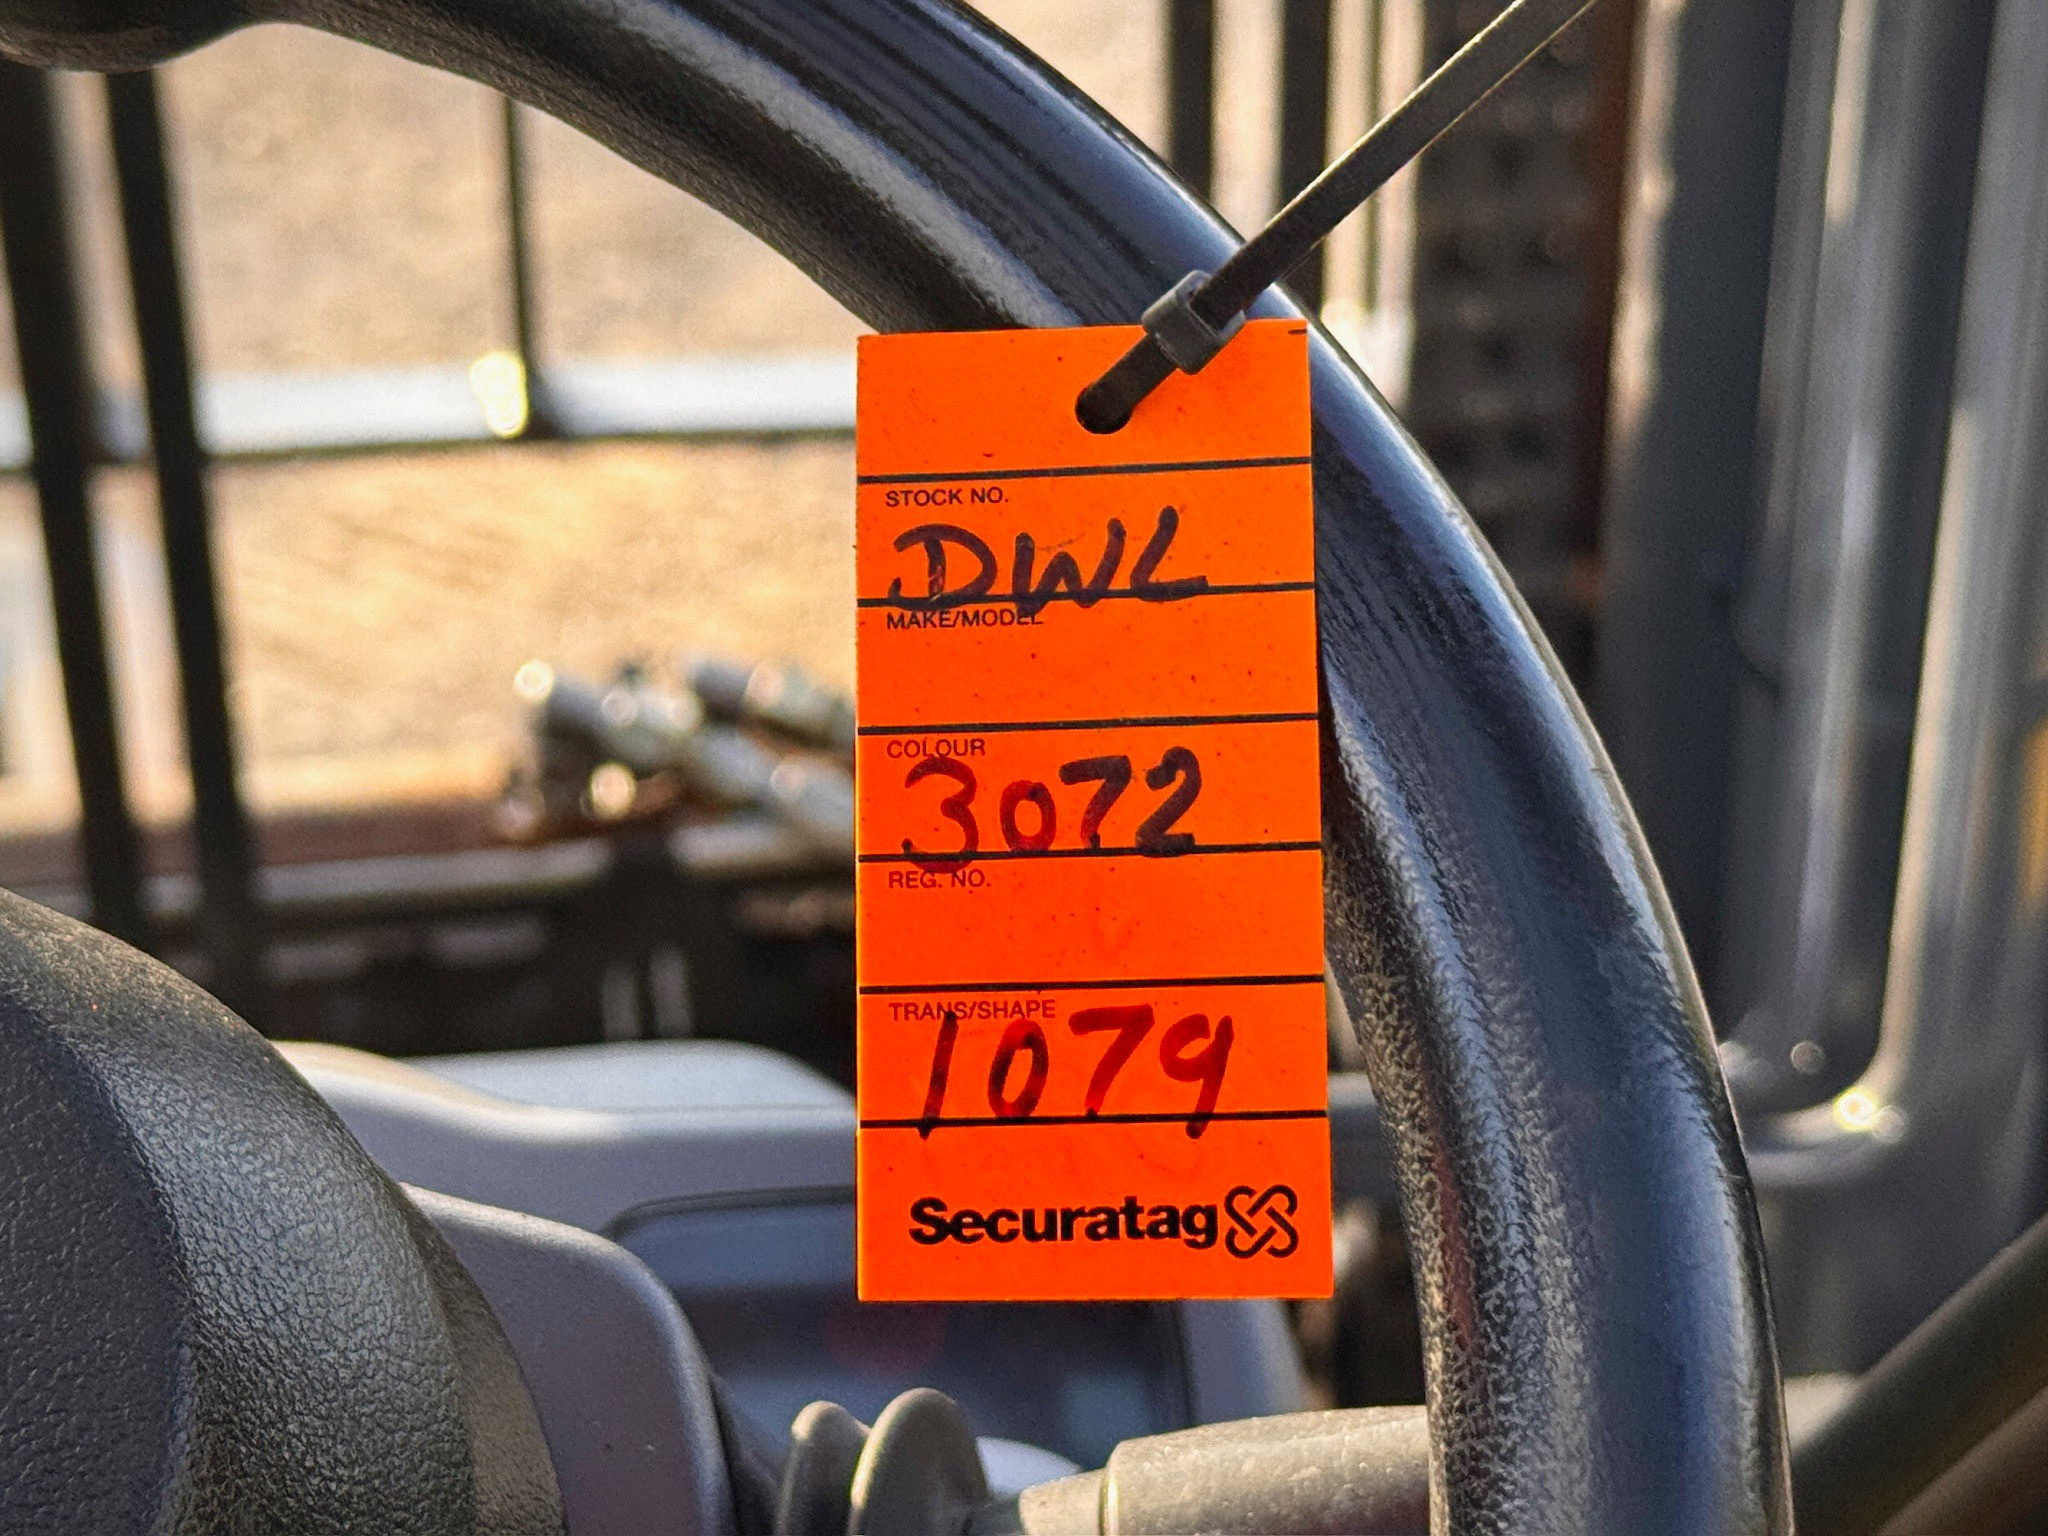 STOCK NO.
DWL
MAKE/MODEL
COLOUR
3072
REG. NO.
TRANS/SHAPE
1079
Securatag